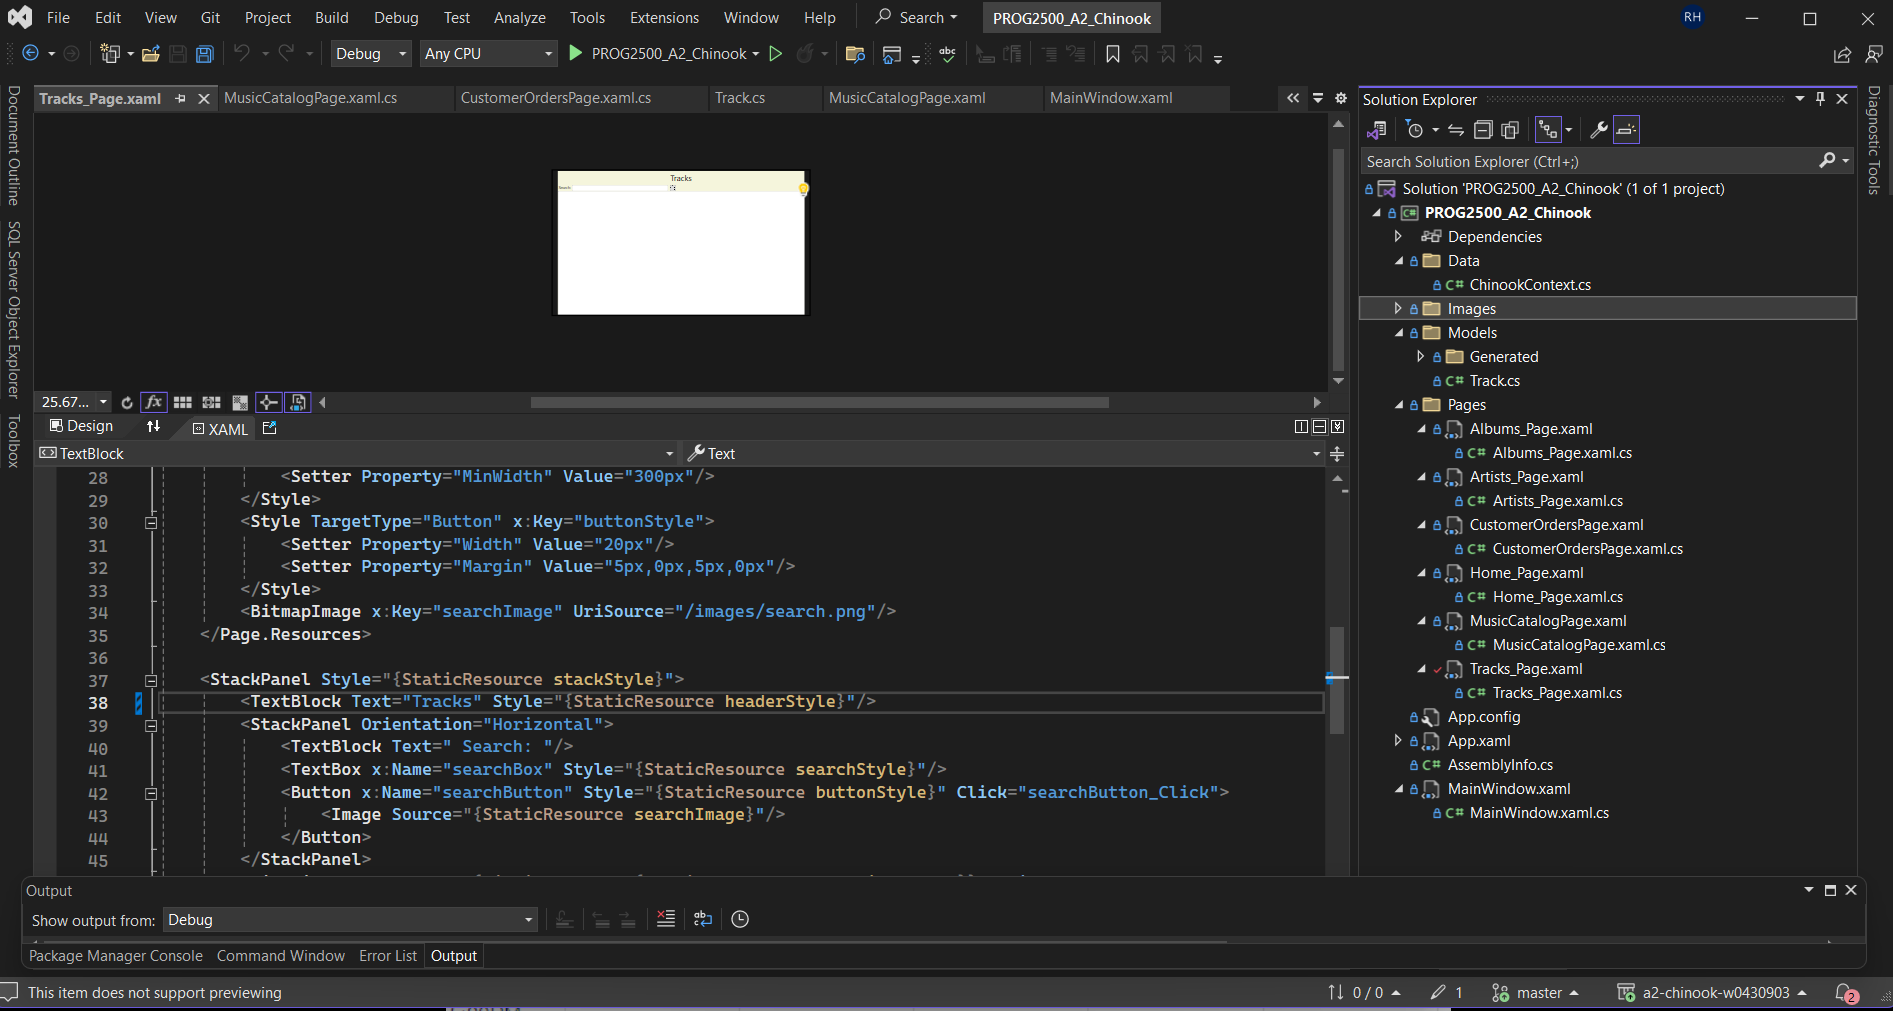 File Edit View Git Project Build Debug Test Analyze Tools Extensions Window Help Search PROG2500_A2_Chinook RH
Debug Any CPU PROG2500_A2_Chinook
Document Outline
SQL Server Object Explorer
Toolbox
Tracks_Page.xaml MusicCatalogPage.xaml.cs CustomerOrdersPage.xaml.cs Track.cs MusicCatalogPage.xaml MainWindow.xaml
Tracks
Search:
25.67...
Design XAML
TextBlock Text
28 <Setter Property="MinWidth" Value="300px"/>
29 </Style>
30 <Style TargetType="Button" x:Key="buttonStyle">
31 <Setter Property="Width" Value="20px"/>
32 <Setter Property="Margin" Value="5px,0px,5px,0px"/>
33 </Style>
34 <BitmapImage x:Key="searchImage" UriSource="/images/search.png"/>
35 </Page.Resources>
36
37 <StackPanel Style="{StaticResource stackStyle}">
38 <TextBlock Text="Tracks" Style="{StaticResource headerStyle}"/>
39 <StackPanel Orientation="Horizontal">
40 <TextBlock Text=" Search: "/>
41 <TextBox x:Name="searchBox" Style="{StaticResource searchStyle}"/>
42 <Button x:Name="searchButton" Style="{StaticResource buttonStyle}" Click="searchButton_Click">
43 <Image Source="{StaticResource searchImage}"/>
44 </Button>
45 </StackPanel>
Solution Explorer
Search Solution Explorer (Ctrl+;)
Solution 'PROG2500_A2_Chinook' (1 of 1 project)
PROG2500_A2_Chinook
Dependencies
Data
C# ChinookContext.cs
Images
Models
Generated
C# Track.cs
Pages
Albums_Page.xaml
C# Albums_Page.xaml.cs
Artists_Page.xaml
C# Artists_Page.xaml.cs
CustomerOrdersPage.xaml
C# CustomerOrdersPage.xaml.cs
Home_Page.xaml
C# Home_Page.xaml.cs
MusicCatalogPage.xaml
C# MusicCatalogPage.xaml.cs
Tracks_Page.xaml
C# Tracks_Page.xaml.cs
App.config
App.xaml
C# AssemblyInfo.cs
MainWindow.xaml
C# MainWindow.xaml.cs
Diagnostic Tools
Output
Show output from: Debug
Package Manager Console Command Window Error List Output
This item does not support previewing 0 / 0 1 master a2-chinook-w0430903 2